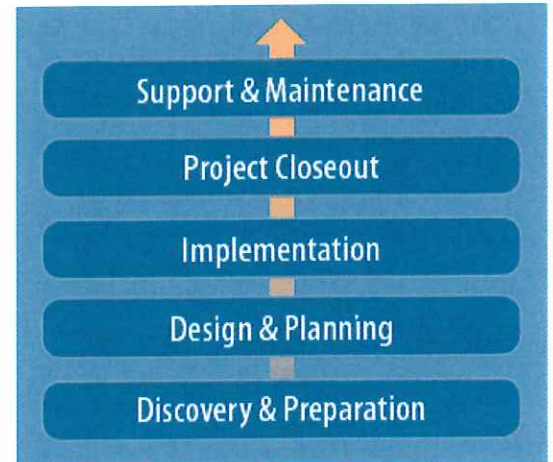 Support & Maintenance
Project Closeout
Implementation
Design & Planning
Discovery & Preparation